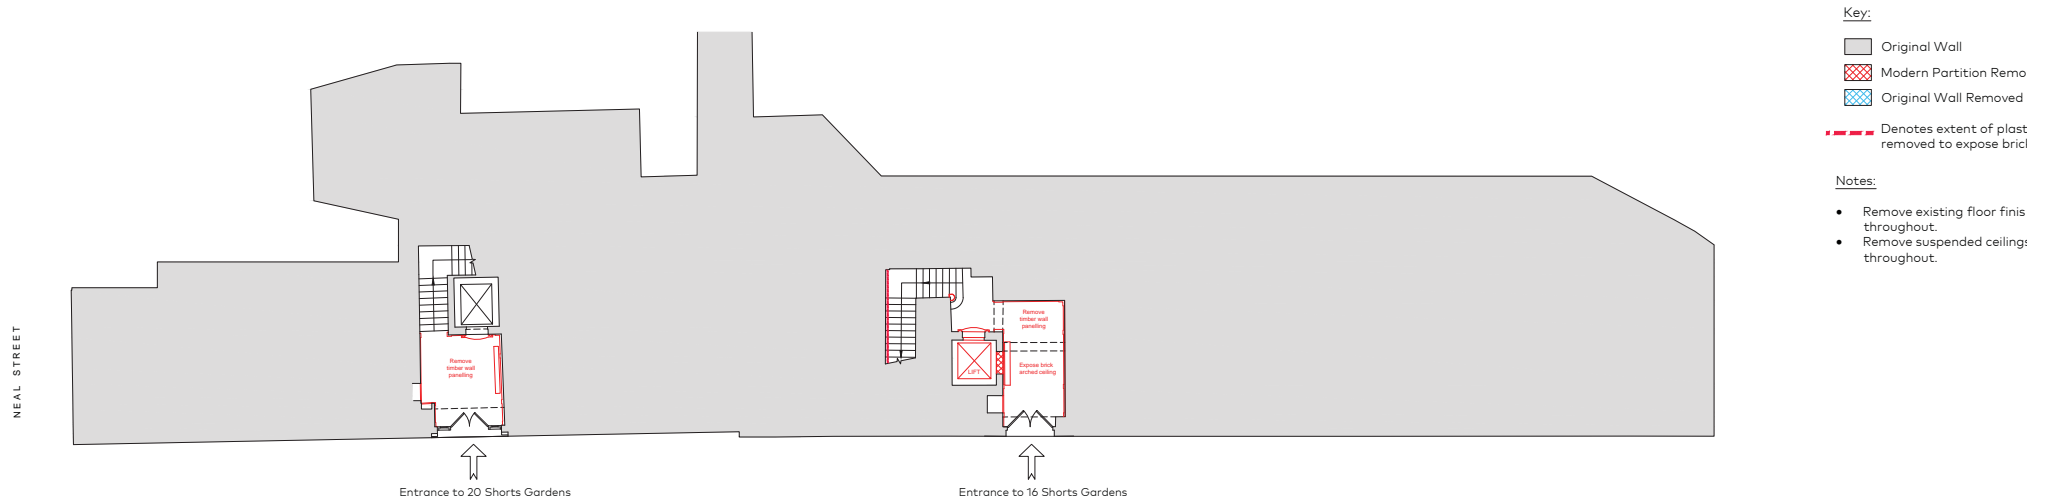 Key:
Original Wall
Modern Partition Remo
Original Wall Removed
Denotes extent of plast
removed to expose bric
Notes:
• Remove existing floor finis
throughout.
• Remove suspended ceilings
throughout.
NEAL STREET
Remove
timber wall
panelling
Remove
timber wall
panelling
Expose brick
arched ceiling
LIFT
Entrance to 20 Shorts Gardens
Entrance to 16 Shorts Gardens